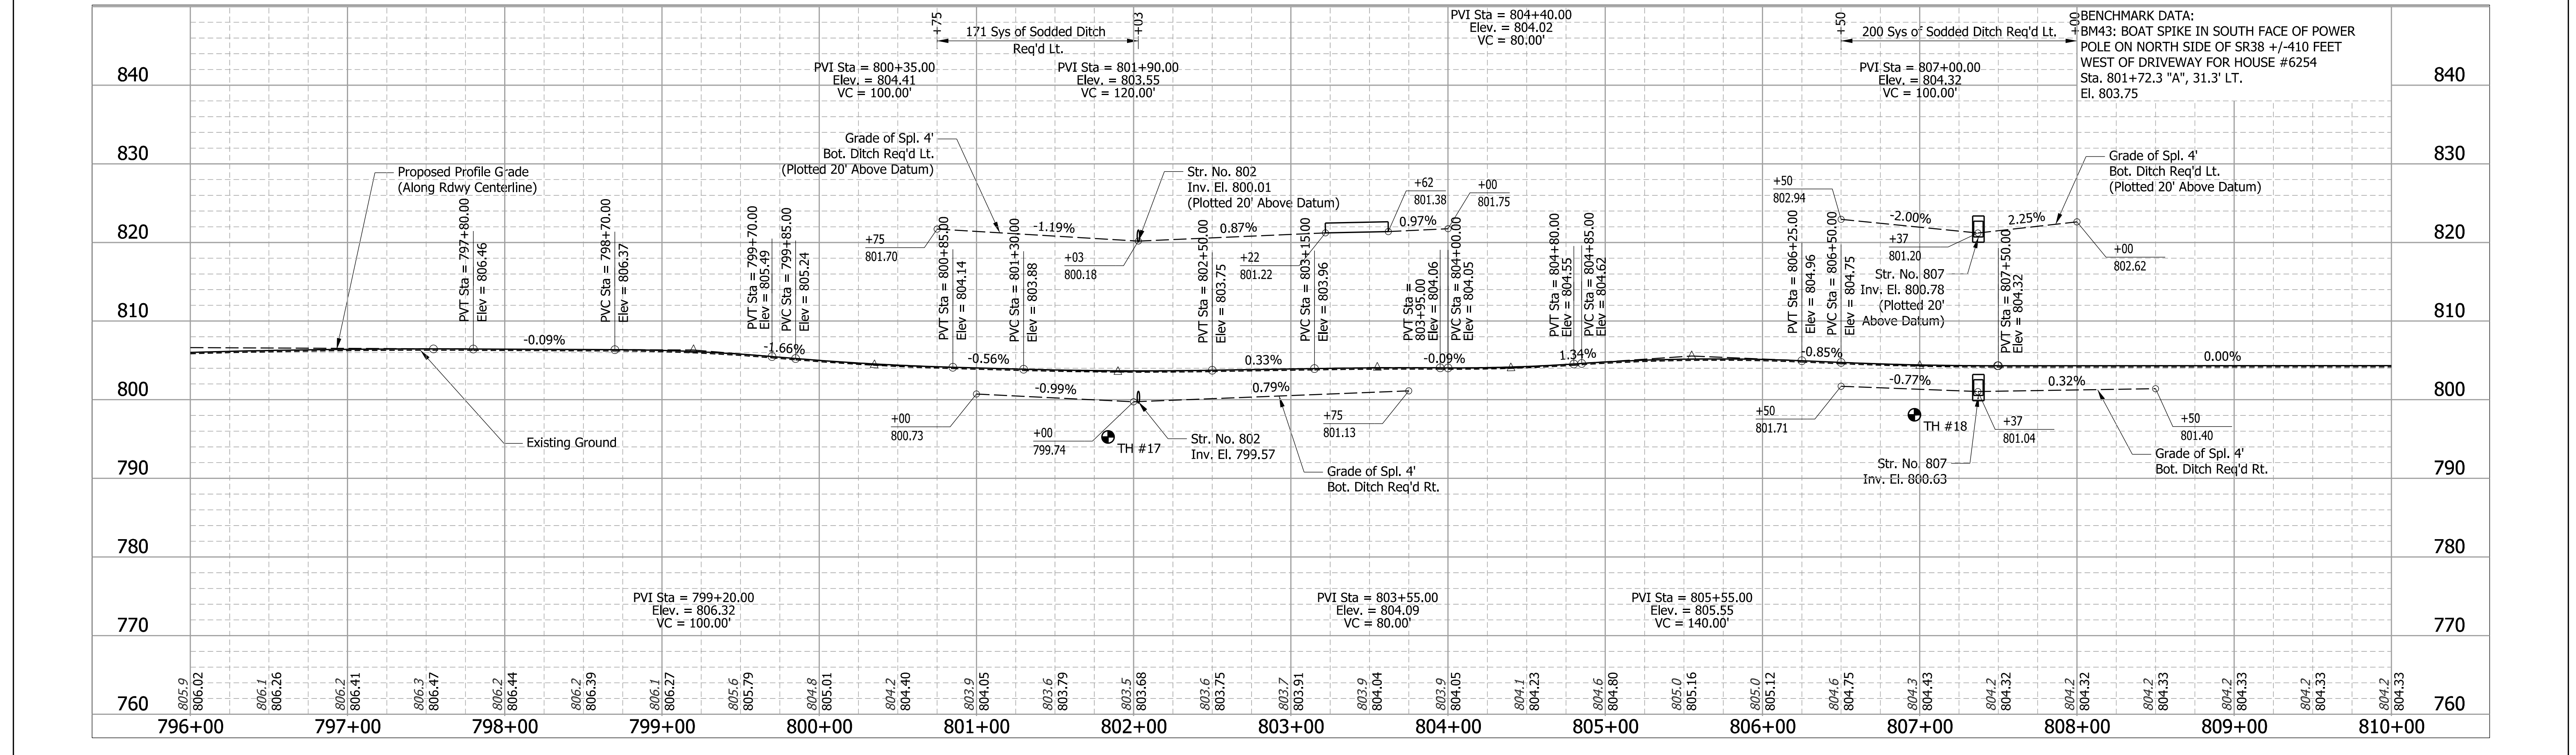 +75
171 Sys of Sodded Ditch
Req'd Lt.
+03
PVI Sta = 804+40.00
Elev. = 804.02
VC = 80.00'
+50
200 Sys of Sodded Ditch Req'd Lt.
+00
BENCHMARK DATA:
BM43: BOAT SPIKE IN SOUTH FACE OF POWER
POLE ON NORTH SIDE OF SR38 +/-410 FEET
WEST OF DRIVEWAY FOR HOUSE #6254
Sta. 801+72.3 "A", 31.3' LT.
El. 803.75
PVI Sta = 800+35.00
Elev. = 804.41
VC = 100.00'
PVI Sta = 801+90.00
Elev. = 803.55
VC = 120.00'
PVI Sta = 807+00.00
Elev. = 804.32
VC = 100.00'
840
840
830
830
820
820
810
810
800
800
790
790
780
780
770
770
760
760
Proposed Profile Grade
(Along Rdwy Centerline)
Grade of Spl. 4'
Bot. Ditch Req'd Lt.
(Plotted 20' Above Datum)
Str. No. 802
Inv. El. 800.01
(Plotted 20' Above Datum)
+62
801.38
+00
801.75
+50
802.94
Grade of Spl. 4'
Bot. Ditch Req'd Lt.
(Plotted 20' Above Datum)
-1.19%
0.87%
0.97%
-2.00%
2.25%
+75
801.70
+03
800.18
+22
801.22
+37
801.20
+00
802.62
Str. No. 807
Inv. El. 800.78
(Plotted 20'
Above Datum)
PVT Sta = 797+80.00
Elev = 806.46
PVC Sta = 798+70.00
Elev = 806.37
PVT Sta = 799+70.00
Elev = 805.49
PVC Sta = 799+85.00
Elev = 805.24
PVT Sta = 800+85.00
Elev = 804.14
PVC Sta = 801+30.00
Elev = 803.88
PVT Sta = 802+50.00
Elev = 803.75
PVC Sta = 803+15.00
Elev = 803.96
PVT Sta =
803+95.00
Elev = 804.06
PVC Sta = 804+00.00
Elev = 804.05
PVT Sta = 804+80.00
Elev = 804.55
PVC Sta = 804+85.00
Elev = 804.62
PVT Sta = 806+25.00
Elev = 804.96
PVC Sta = 806+50.00
Elev = 804.75
PVT Sta = 807+50.00
Elev = 804.32
-0.09%
-1.66%
-0.56%
0.33%
-0.09%
1.34%
-0.85%
0.00%
-0.99%
0.79%
-0.77%
0.32%
+00
800.73
+00
799.74
+75
801.13
+50
801.71
+37
801.04
+50
801.40
Existing Ground
TH #17
Str. No. 802
Inv. El. 799.57
TH #18
Grade of Spl. 4'
Bot. Ditch Req'd Rt.
Str. No. 807
Inv. El. 800.63
Grade of Spl. 4'
Bot. Ditch Req'd Rt.
PVI Sta = 799+20.00
Elev. = 806.32
VC = 100.00'
PVI Sta = 803+55.00
Elev. = 804.09
VC = 80.00'
PVI Sta = 805+55.00
Elev. = 805.55
VC = 140.00'
805.9
806.02
806.1
806.26
806.2
806.41
806.3
806.47
806.2
806.44
806.2
806.39
806.1
806.27
805.6
805.79
804.8
805.01
804.2
804.40
803.9
804.05
803.6
803.79
803.5
803.68
803.6
803.75
803.7
803.91
803.9
804.04
803.9
804.05
804.1
804.23
804.6
804.80
805.0
805.16
805.0
805.12
804.6
804.75
804.3
804.43
804.2
804.32
804.2
804.32
804.2
804.33
804.2
804.33
804.2
804.33
804.2
804.33
796+00
797+00
798+00
799+00
800+00
801+00
802+00
803+00
804+00
805+00
806+00
807+00
808+00
809+00
810+00